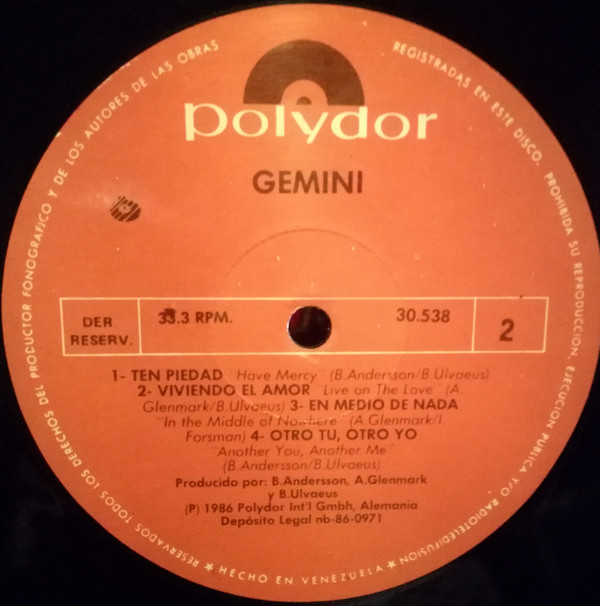 polydor
GEMINI
DER
RESERV.
33.3 RPM.
30.538
2
1- TEN PIEDAD "Have Mercy" (B.Andersson/B.Ulvaeus)
2- VIVIENDO EL AMOR "Live on The Love" (A.
Glenmark/B.Ulvaeus) 3- EN MEDIO DE NADA
"In the Middle of Nowhere" (A.Glenmark/I.
Forsman) 4- OTRO TU, OTRO YO
"Another You, Another Me"
(B.Andersson/B.Ulvaeus)
Producido por: B.Andersson, A.Glenmark
y B.Ulvaeus
(P) 1986 Polydor Int'l Gmbh, Alemania
Depósito Legal nb-86-0971
★ RESERVADOS TODOS LOS DERECHOS DEL PRODUCTOR FONOGRAFICO Y DE LOS AUTORES DE LAS OBRAS REGISTRADAS EN ESTE DISCO. PROHIBIDA SU REPRODUCCION, EJECUCION PUBLICA Y/O RADIOTELEDIFUSION ★
HECHO EN VENEZUELA